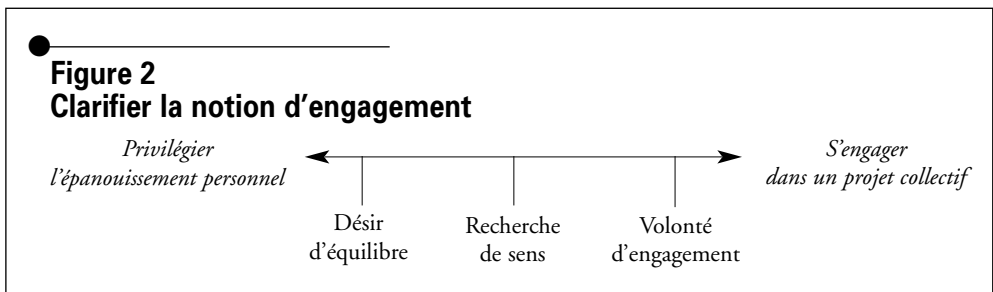 Figure 2
Clarifier la notion d'engagement
Privilégier
l'épanouissement personnel
S'engager
dans un projet collectif
Désir
d'équilibre
Recherche
de sens
Volonté
d'engagement